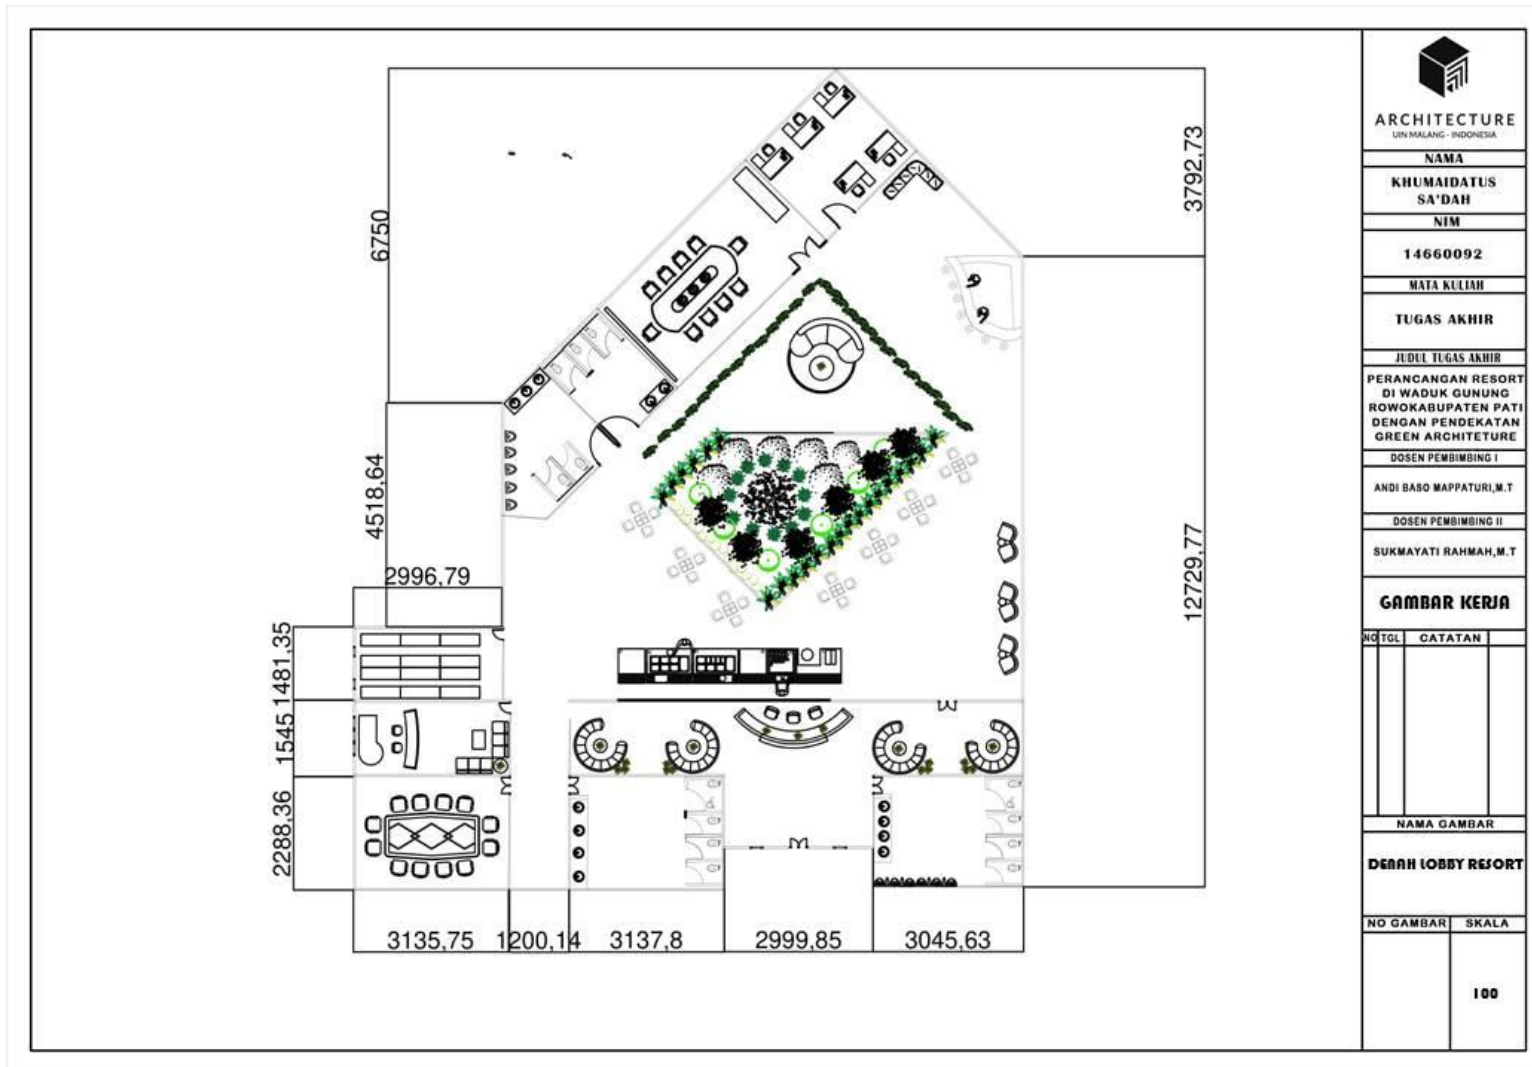 3792,73
6750
4518,64
2996,79
12729,77
1481,35
1545
2288,36
3135,75
1200,14
3137,8
2999,85
3045,63
ARCHITECTURE
UIN MALANG - INDONESIA
NAMA
KHUMAIDATUS
SA'DAH
NIM
14660092
MATA KULIAH
TUGAS AKHIR
JUDUL TUGAS AKHIR
PERANCANGAN RESORT
DI WADUK GUNUNG
ROWOKABUPATEN PATI
DENGAN PENDEKATAN
GREEN ARCHITETURE
DOSEN PEMBIMBING I
ANDI BASO MAPPATURI,M.T
DOSEN PEMBIMBING II
SUKMAYATI RAHMAH,M.T
GAMBAR KERJA
NO TGL CATATAN
NAMA GAMBAR
DENAH LOBBY RESORT
NO GAMBAR SKALA
100